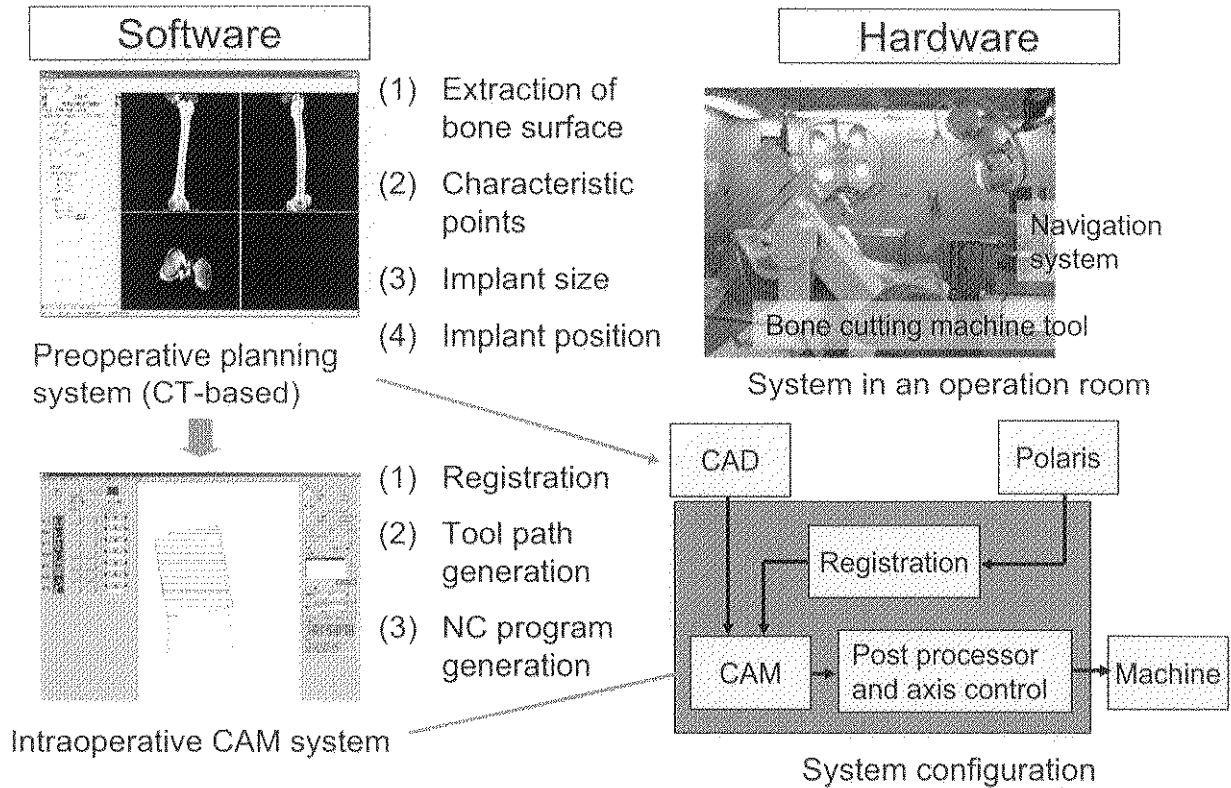 Software
(1) Extraction of
bone surface
(2) Characteristic
points
(3) Implant size
(4) Implant position
Preoperative planning
system (CT-based)
(1) Registration
(2) Tool path
generation
(3) NC program
generation
Intraoperative CAM system
Hardware
Navigation
system
Bone cutting machine tool
System in an operation room
CAD
Polaris
Registration
CAM
Post processor
and axis control
Machine
System configuration